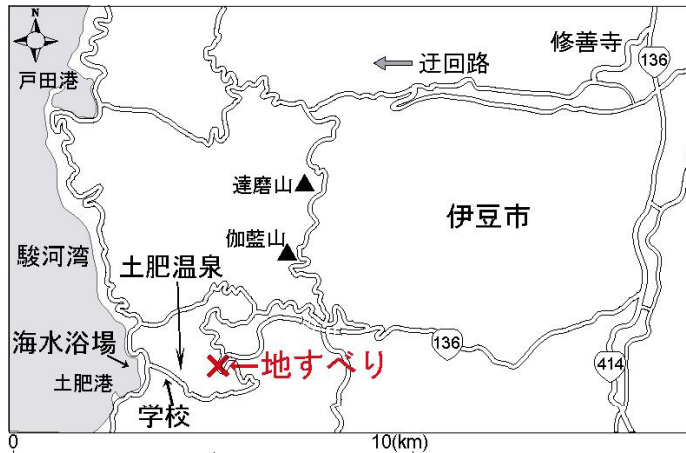 N
修善寺
136
戸田港
迂回路
達磨山
伊豆市
伽藍山
駿河湾
土肥温泉
海水浴場
136
地すべり
414
土肥港
学校
0
10(km)